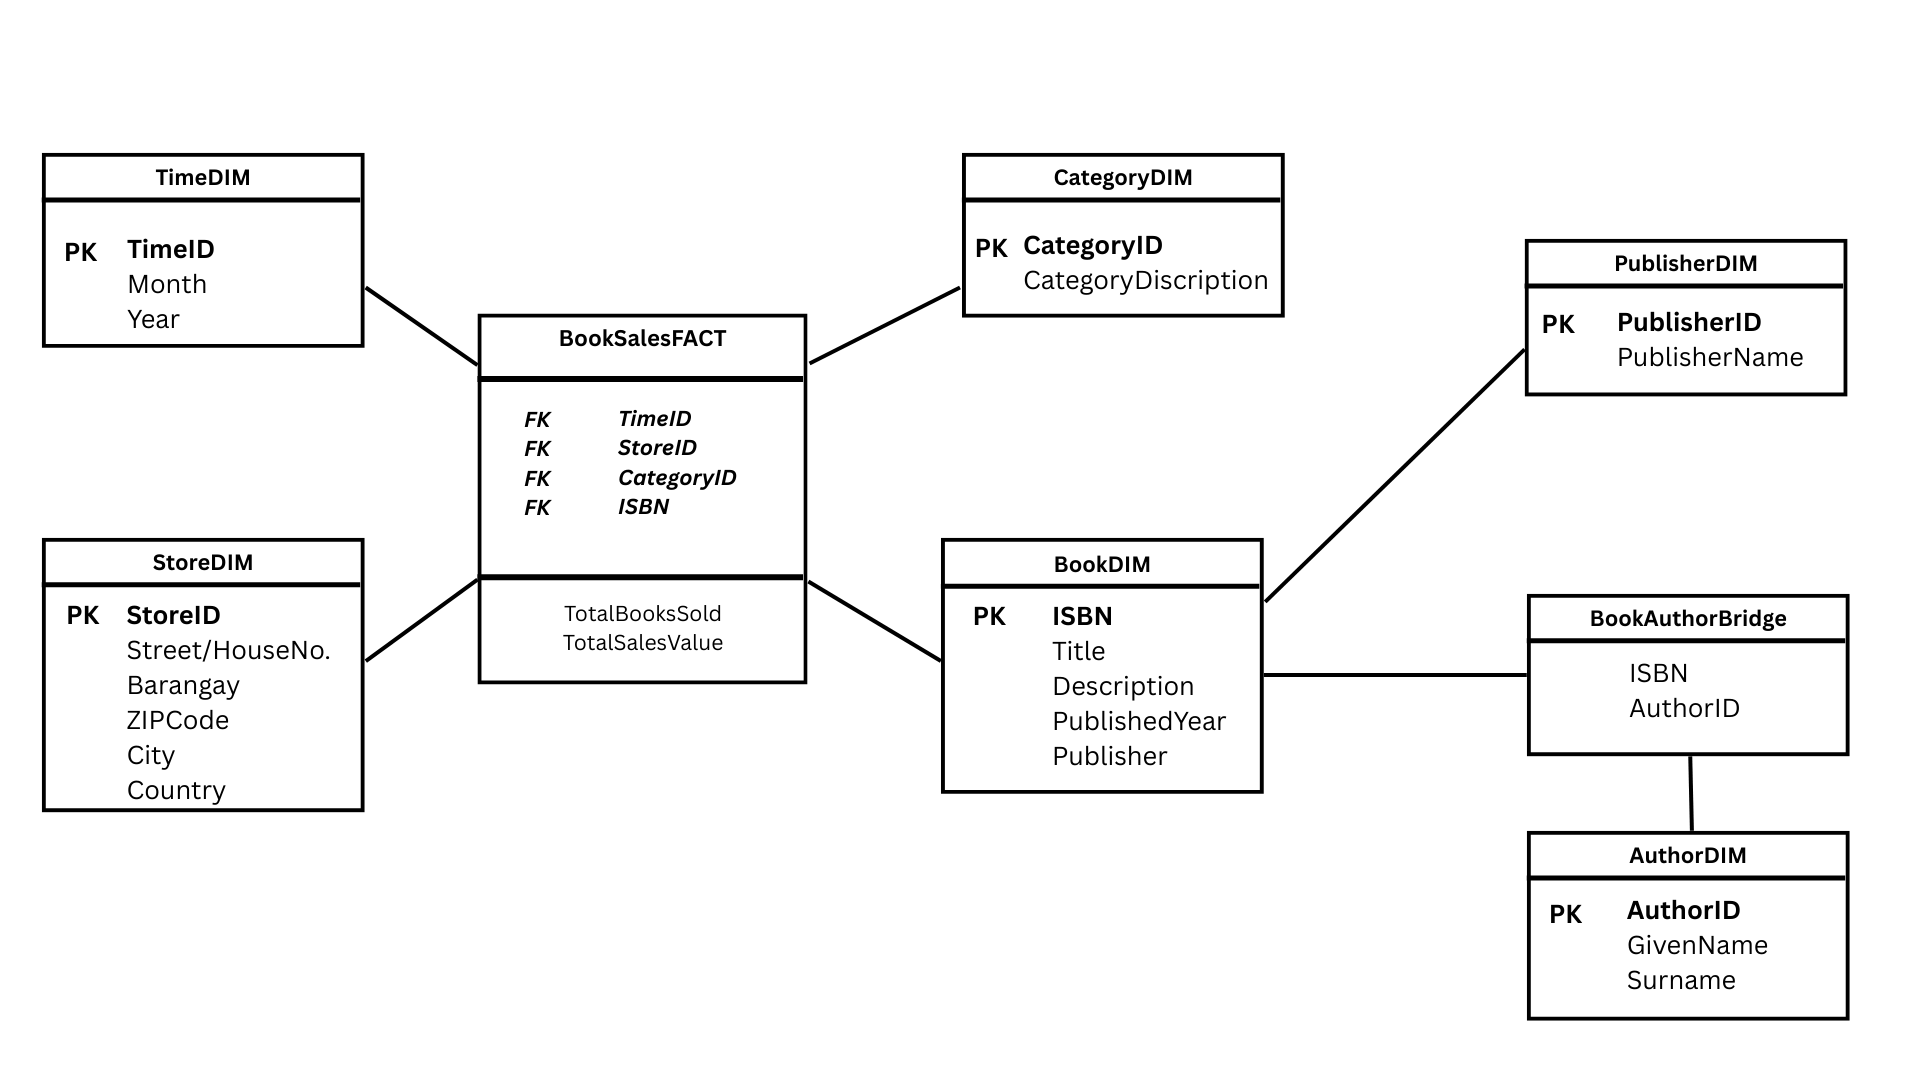 TimeDIM
PK TimeID
Month
Year
CategoryDIM
PK CategoryID
CategoryDiscription
PublisherDIM
PK PublisherID
PublisherName
BookSalesFACT
FK TimeID
FK StoreID
FK CategoryID
FK ISBN
TotalBooksSold
TotalSalesValue
StoreDIM
PK StoreID
Street/HouseNo.
Barangay
ZIPCode
City
Country
BookDIM
PK ISBN
Title
Description
PublishedYear
Publisher
BookAuthorBridge
ISBN
AuthorID
AuthorDIM
PK AuthorID
GivenName
Surname